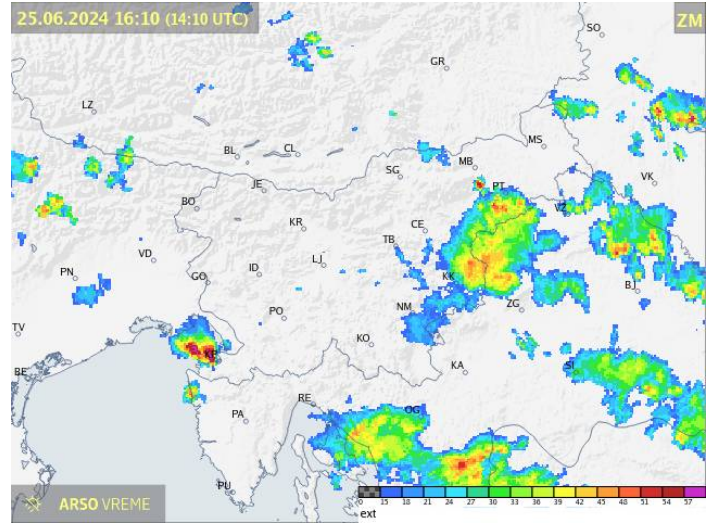 25.06.2024 16:10 (14:10 UTC)
ZM
SO
GR
LZ
MS
BL
CL
MB
SG
VK
JE
PT
BO
VZ
KR
CE
TB
VD
LJ
ID
PN
GO
KK
BJ
NM
ZG
PO
TV
KO
KP
KA
SI
BE
RE
PA
OG
PU
ARSO VREME
0 15 18 21 24 27 30 33 36 39 42 45 48 51 54 57
ext